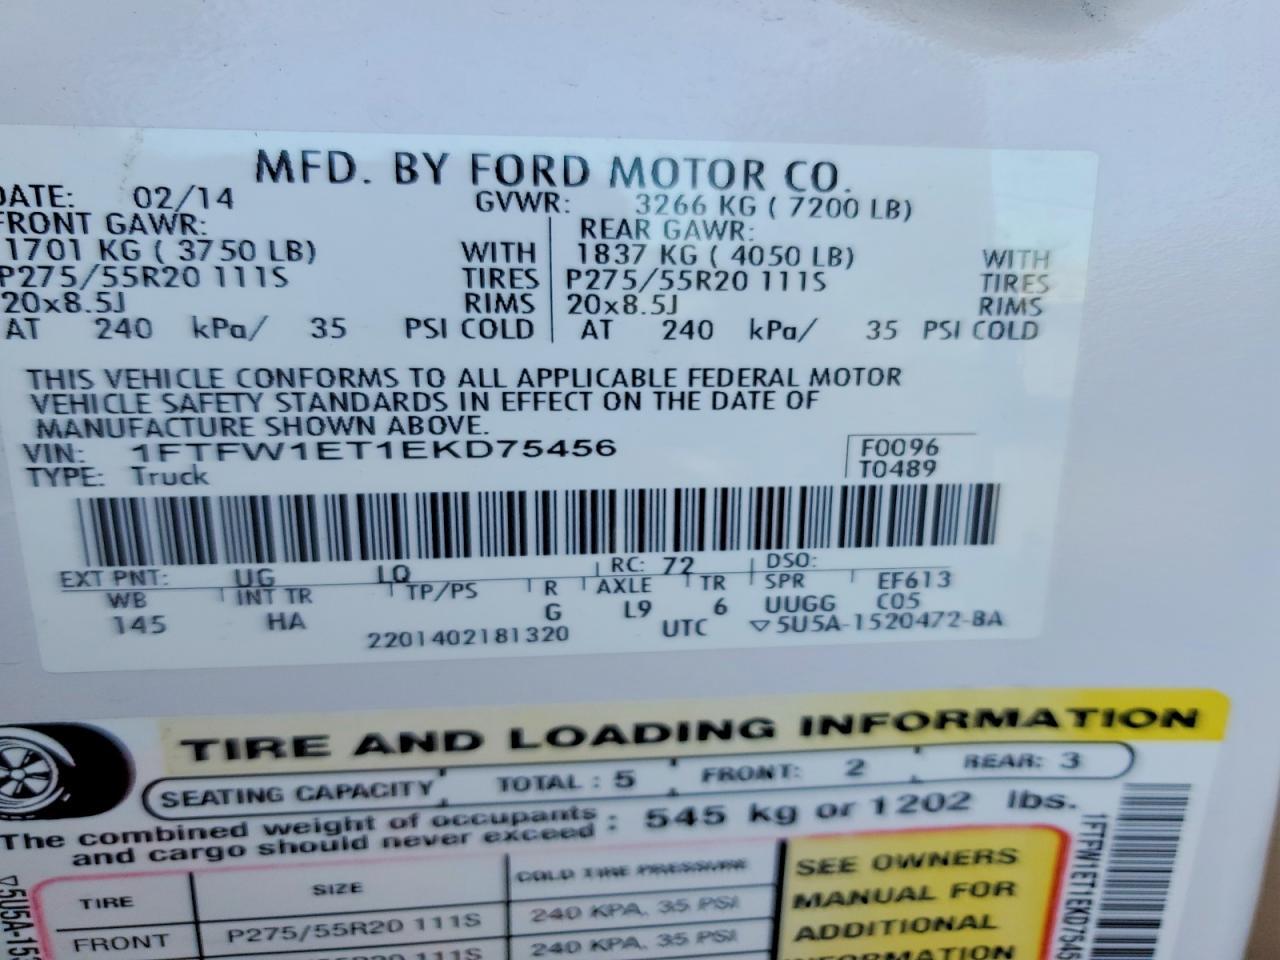 MFD. BY FORD MOTOR CO.
DATE: 02/14 GVWR: 3266 KG ( 7200 LB)
FRONT GAWR: REAR GAWR:
1701 KG ( 3750 LB) WITH 1837 KG ( 4050 LB) WITH
P275/55R20 111S TIRES P275/55R20 111S TIRES
20x8.5J RIMS 20x8.5J RIMS
AT 240 kPa/ 35 PSI COLD AT 240 kPa/ 35 PSI COLD
THIS VEHICLE CONFORMS TO ALL APPLICABLE FEDERAL MOTOR
VEHICLE SAFETY STANDARDS IN EFFECT ON THE DATE OF
MANUFACTURE SHOWN ABOVE.
VIN: 1FTFW1ET1EKD75456 F0096
TYPE: Truck T0489
EXT PNT: UG LQ RC: 72 DSO:
WB INT TR TP/PS R AXLE TR SPR EF613
145 HA G L9 6 UUGG C05
2201402181320 UTC ▽5U5A-1520472-BA
TIRE AND LOADING INFORMATION
SEATING CAPACITY TOTAL : 5 FRONT: 2 REAR: 3
The combined weight of occupants
and cargo should never exceed : 545 kg or 1202 lbs.
TIRE SIZE COLD TIRE PRESSURE
FRONT P275/55R20 111S 240 KPA, 35 PSI
240 KPA, 35 PSI
SEE OWNERS
MANUAL FOR
ADDITIONAL
INFORMATION
1FTFW1ET1EKD7545
▽5U5A-15